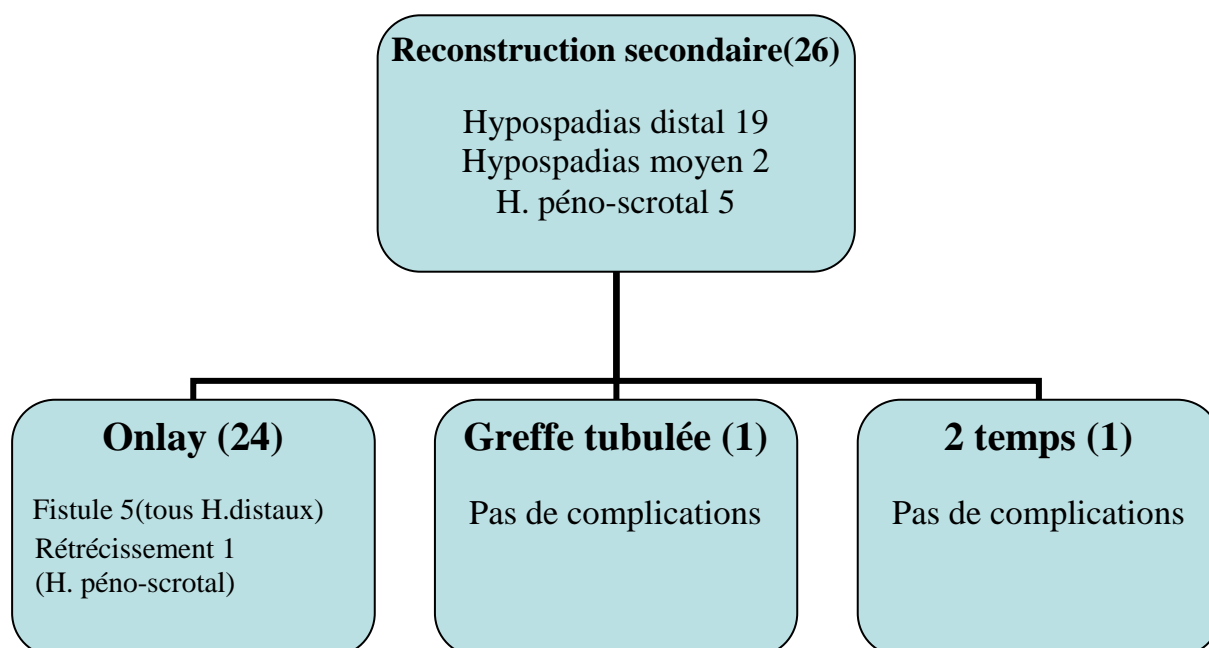 Reconstruction secondaire(26)
Hypospadias distal 19
Hypospadias moyen 2
H. péno-scrotal 5
Onlay (24)
Fistule 5(tous H.distaux)
Rétrécissement 1
(H. péno-scrotal)
Greffe tubulée (1)
Pas de complications
2 temps (1)
Pas de complications